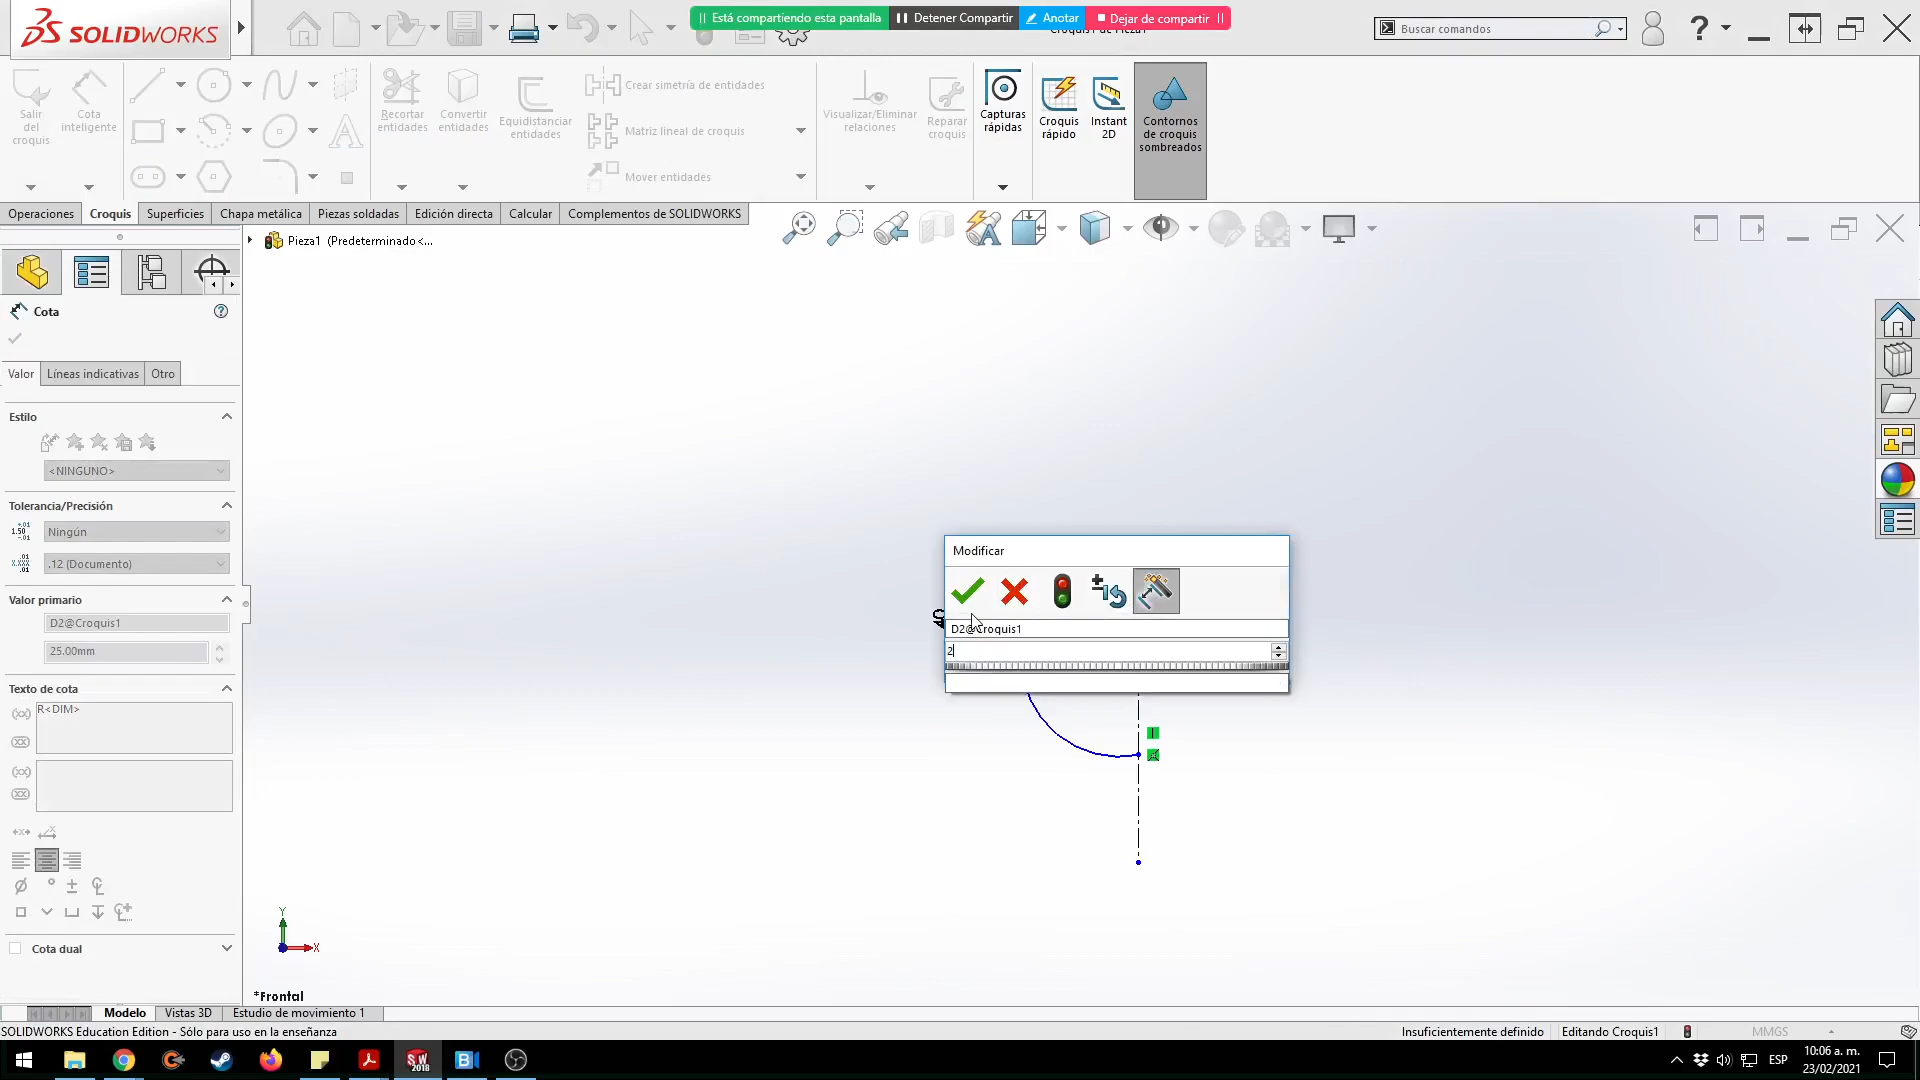 SOLIDWORKS
Está compartiendo esta pantalla
Detener Compartir
Anotar
Dejar de compartir
Croquis1 de Pieza1
Buscar comandos
Salir del croquis
Cota inteligente
Recortar entidades
Convertir entidades
Equidistanciar entidades
Crear simetría de entidades
Matriz lineal de croquis
Mover entidades
Visualizar/Eliminar relaciones
Reparar croquis
Capturas rápidas
Croquis rápido
Instant 2D
Contornos de croquis sombreados
Operaciones
Croquis
Superficies
Chapa metálica
Piezas soldadas
Edición directa
Calcular
Complementos de SOLIDWORKS
Pieza1 (Predeterminado<...
Cota
Valor
Líneas indicativas
Otro
Estilo
<NINGUNO>
Tolerancia/Precisión
Ningún
.12 (Documento)
Valor primario
D2@Croquis1
25.00mm
Texto de cota
R<DIM>
Cota dual
Modificar
D2@Croquis1
2
Y
X
*Frontal
Modelo
Vistas 3D
Estudio de movimiento 1
SOLIDWORKS Education Edition - Sólo para uso en la enseñanza
Insuficientemente definido
Editando Croquis1
MMGS
SW 2018
ESP
10:06 a. m.
23/02/2021